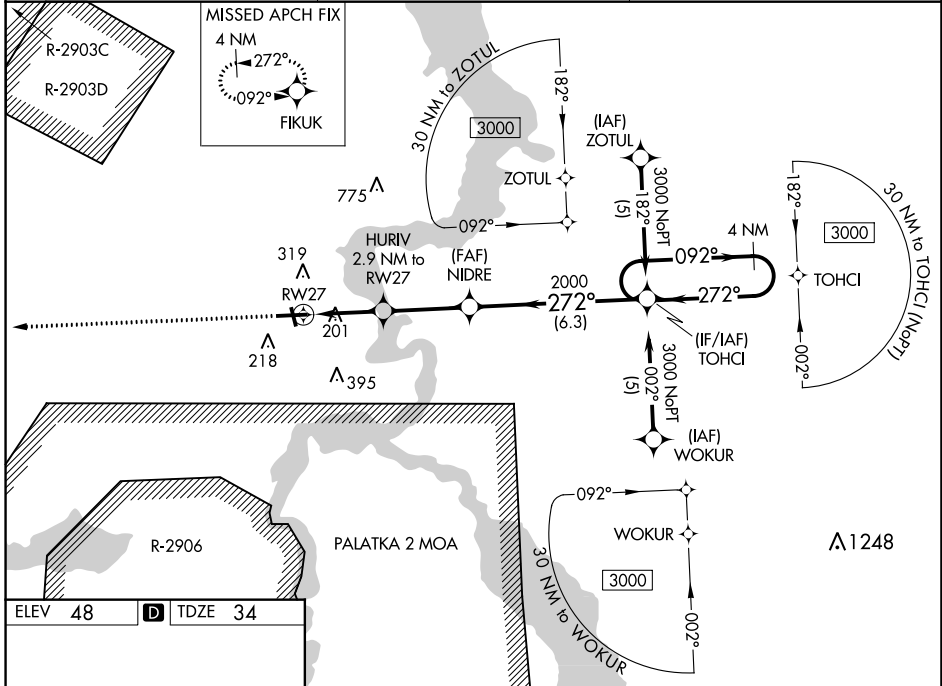 MISSED APCH FIX
4 NM
272°
092°
FIKUK
R-2903C
R-2903D
30 NM to ZOTUL
182°
3000
ZOTUL
092°
(IAF)
ZOTUL
3000 NoPT
182°
(5)
4 NM
092°
272°
182°
3000
TOHCI
002°
30 NM to TOHCI (NoPT)
775
HURIV
2.9 NM to
RW27
(FAF)
NIDRE
2000
272°
(6.3)
(IF/IAF)
TOHCI
319
RW27
201
218
395
3000 NoPT
002°
(5)
(IAF)
WOKUR
092°
WOKUR
3000
002°
30 NM to WOKUR
1248
R-2906
PALATKA 2 MOA
ELEV 48
D
TDZE 34